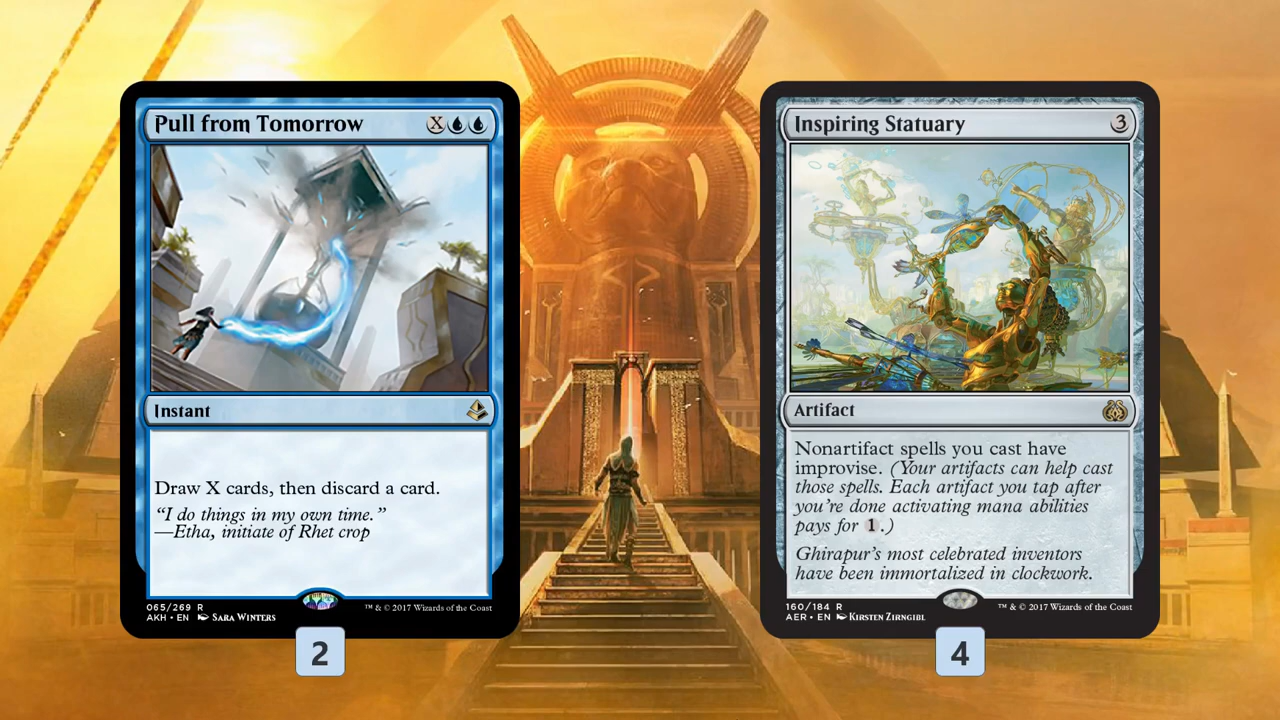 Pull from Tomorrow X
Instant
Draw X cards, then discard a card.
“I do things in my own time.”
—Etha, initiate of Rhet crop
065/269 R
AKH • EN SARA WINTERS
™ & © 2017 Wizards of the Coast
2
Inspiring Statuary 3
Artifact
Nonartifact spells you cast have
improvise. (Your artifacts can help cast
those spells. Each artifact you tap after
you’re done activating mana abilities
pays for 1.)
Ghirapur’s most celebrated inventors
have been immortalized in clockwork.
160/184 R
AER • EN KIRSTEN ZIRNGIBL
™ & © 2017 Wizards of the Coast
4